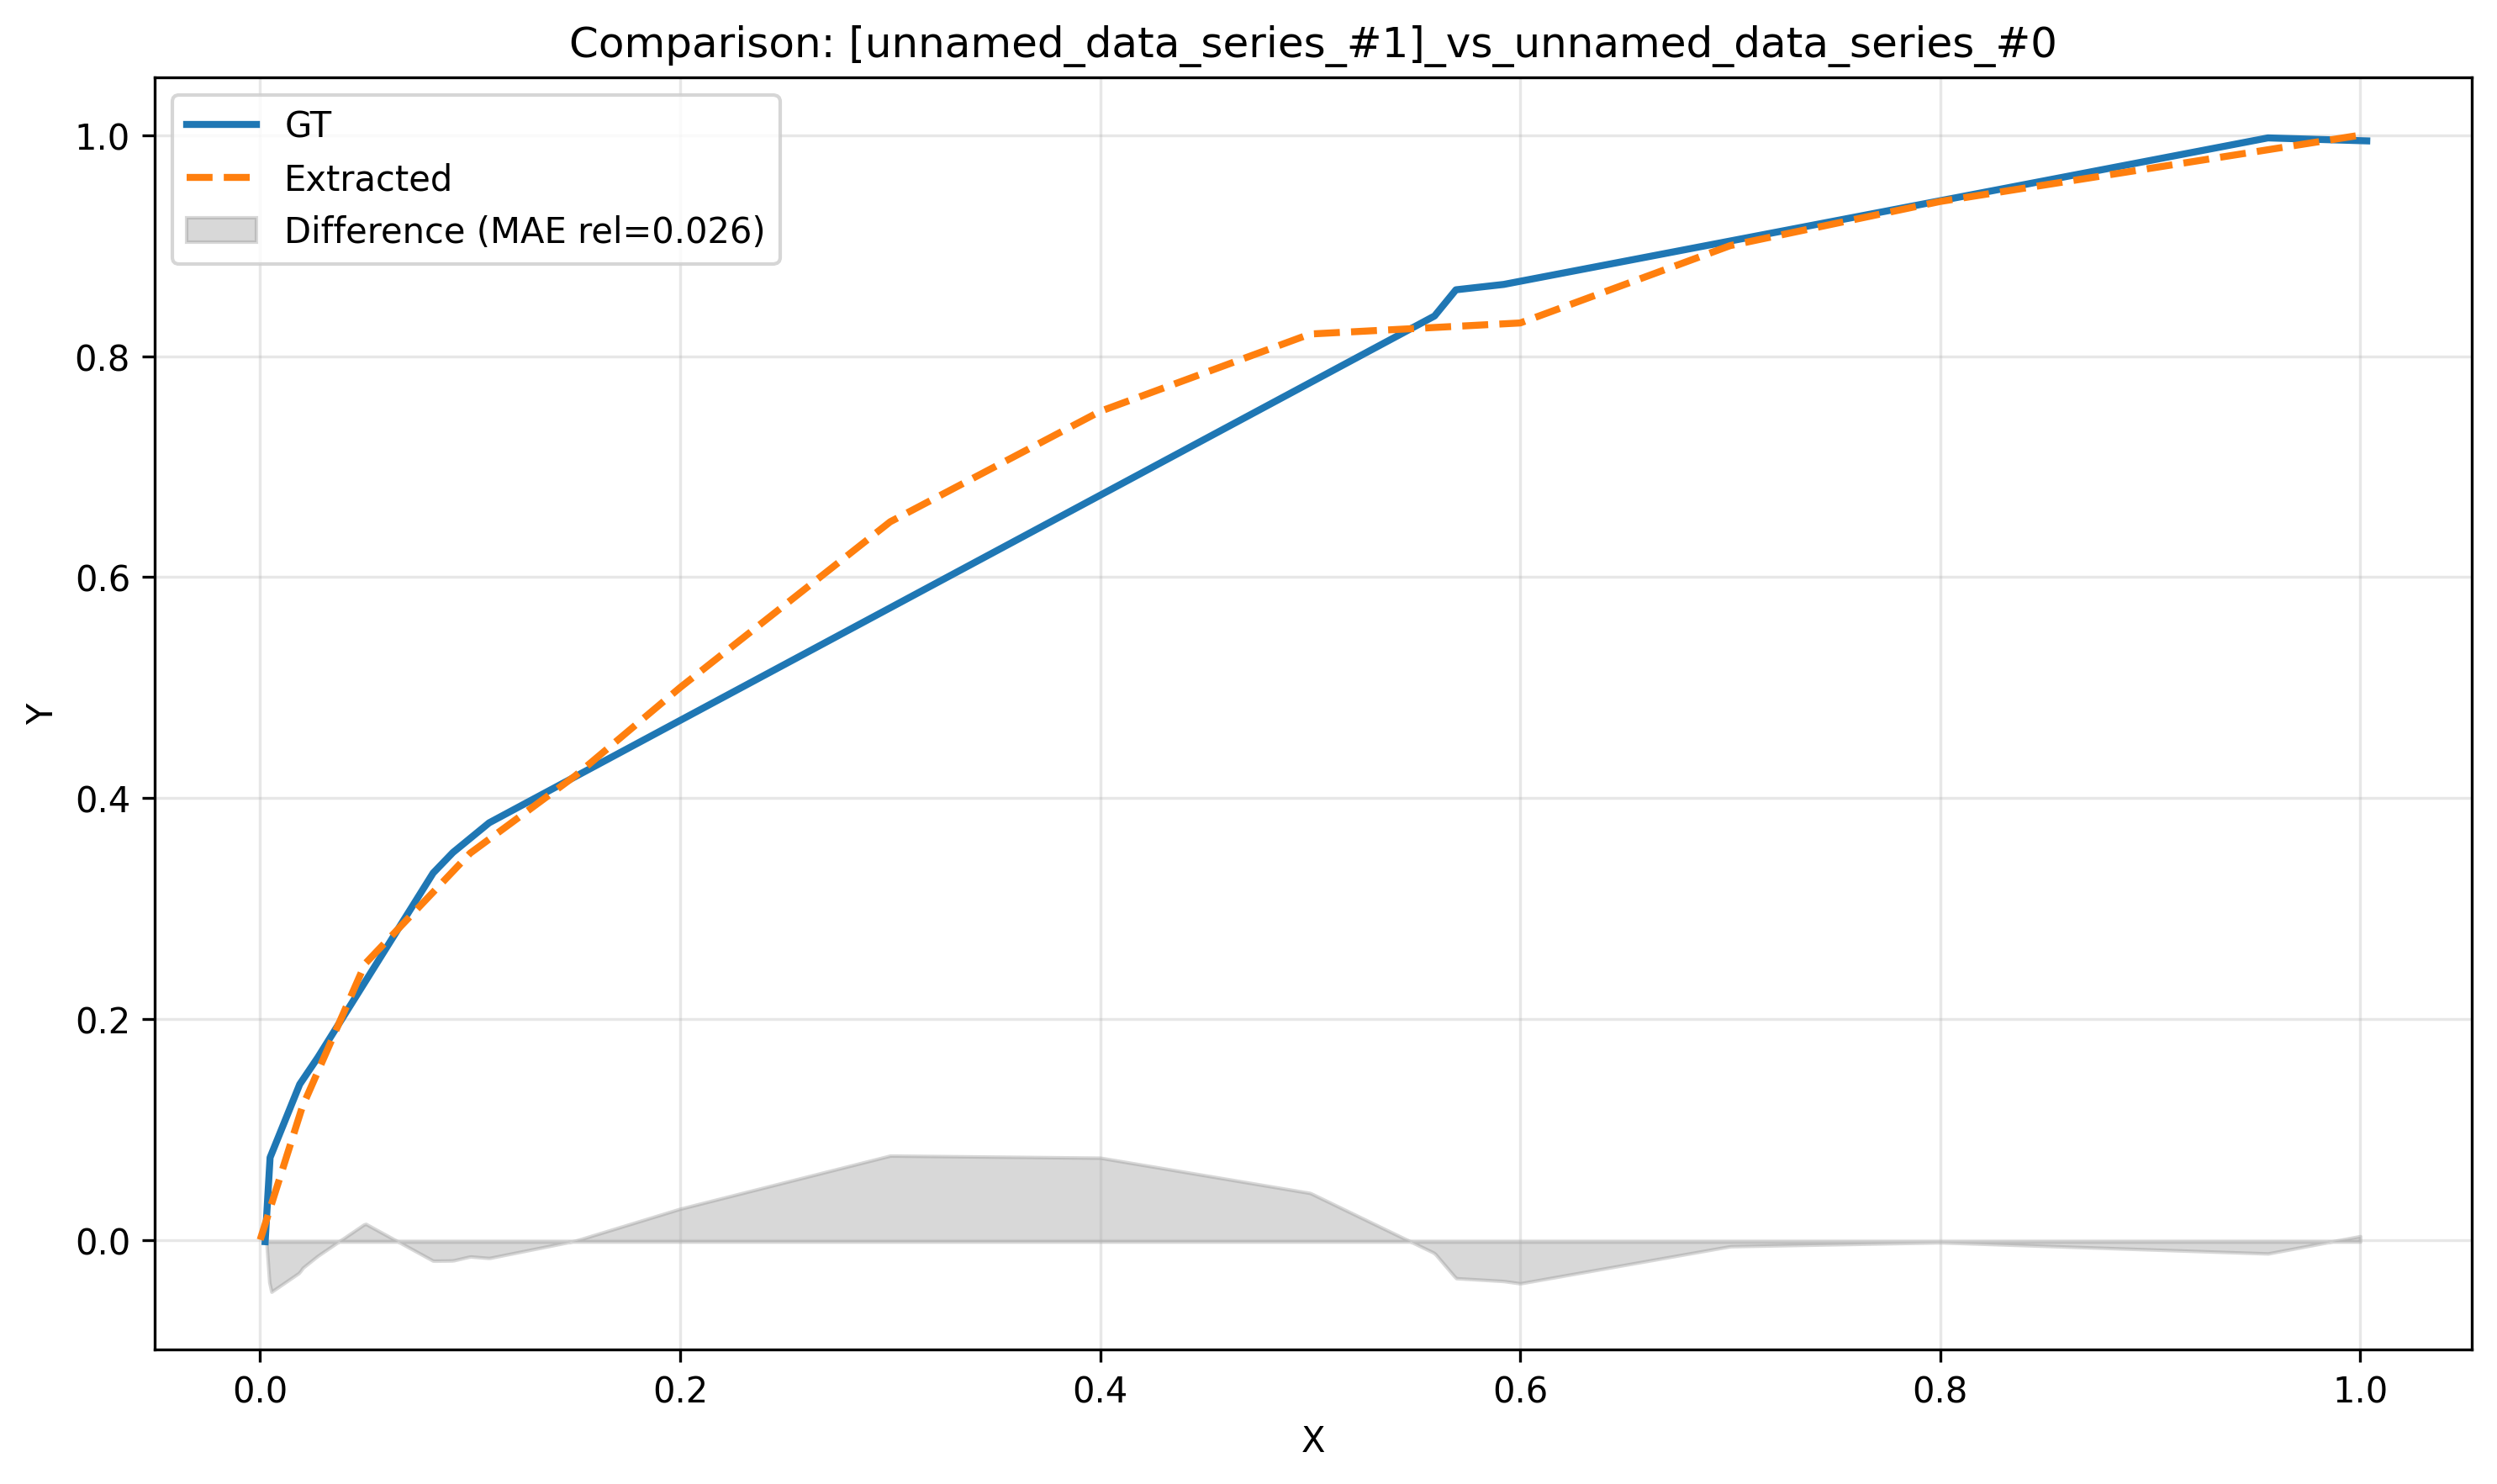 Comparison: [unnamed_data_series_#1]_vs_unnamed_data_series_#0
GT
Extracted
Difference (MAE rel=0.026)
1.0
0.8
0.6
0.4
0.2
0.0
Y
0.0 0.2 0.4 0.6 0.8 1.0
X